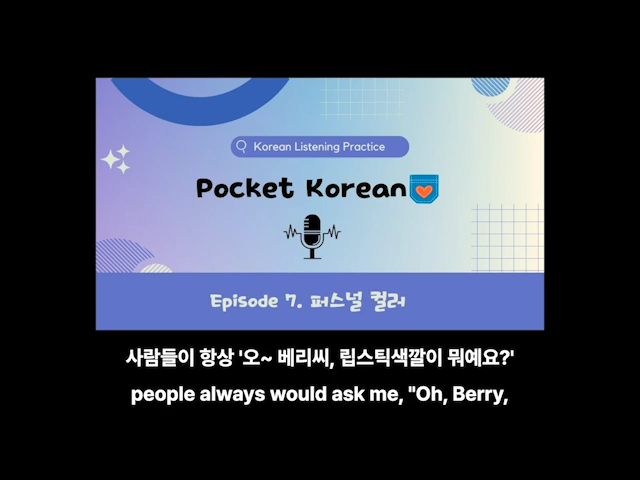 Korean Listening Practice
Pocket Korean
Episode 7. 퍼스널 컬러
사람들이 항상 '오~ 베리씨, 립스틱색깔이 뭐예요?'
people always would ask me, "Oh, Berry,